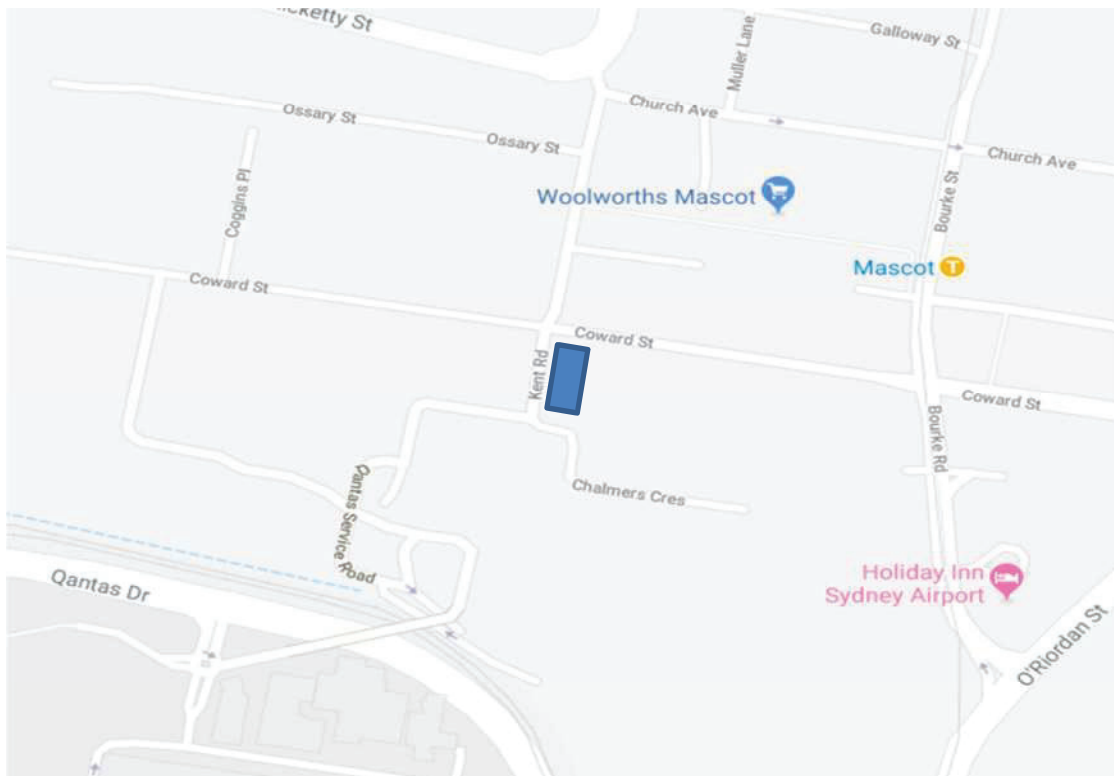 cketty St
Galloway St
Muller Lane
Church Ave
Ossary St
Ossary St
Church Ave
Coggins Pl
Woolworths Mascot
Bourke St
Mascot T
Coward St
Coward St
Kent Rd
Coward St
Bourke Rd
Chalmers Cres
Qantas Service Road
Qantas Dr
Holiday Inn
Sydney Airport
O'Riordan St